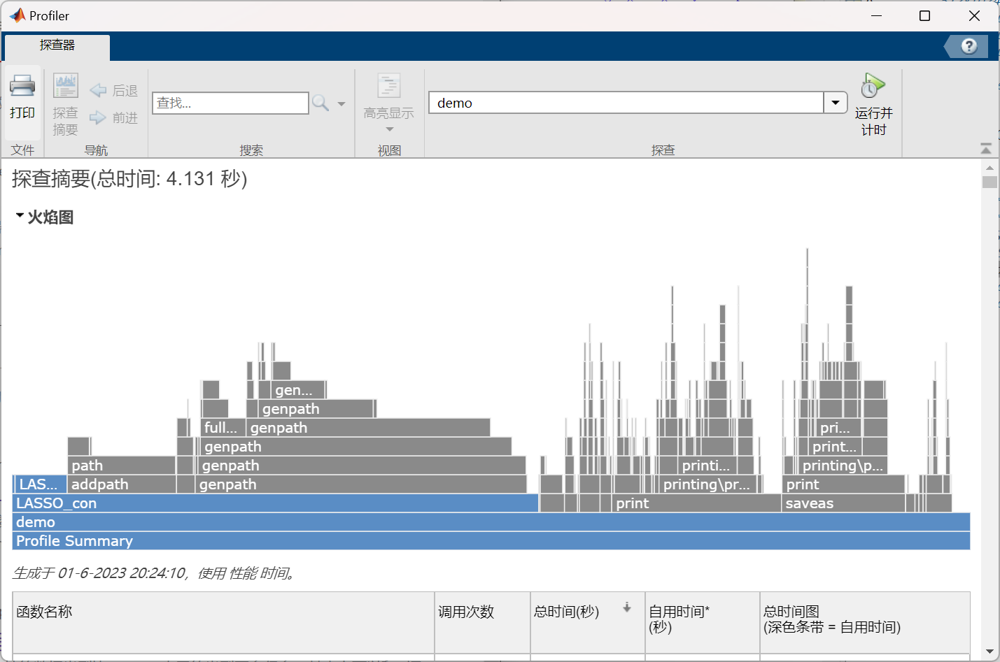 Profiler
探查器
打印
探查
摘要
后退
前进
查找...
高亮显示
demo
运行并
计时
文件
导航
搜索
视图
探查
探查摘要(总时间: 4.131 秒)
火焰图
gen...
genpath
full...
genpath
pri...
genpath
print...
path
genpath
printi...
printing\p...
LAS...
addpath
genpath
printing\pr...
print
LASSO_con
print
saveas
demo
Profile Summary
生成于 01-6-2023 20:24:10，使用 性能 时间。
函数名称
调用次数
总时间(秒)
自用时间*
(秒)
总时间图
(深色条带 = 自用时间)